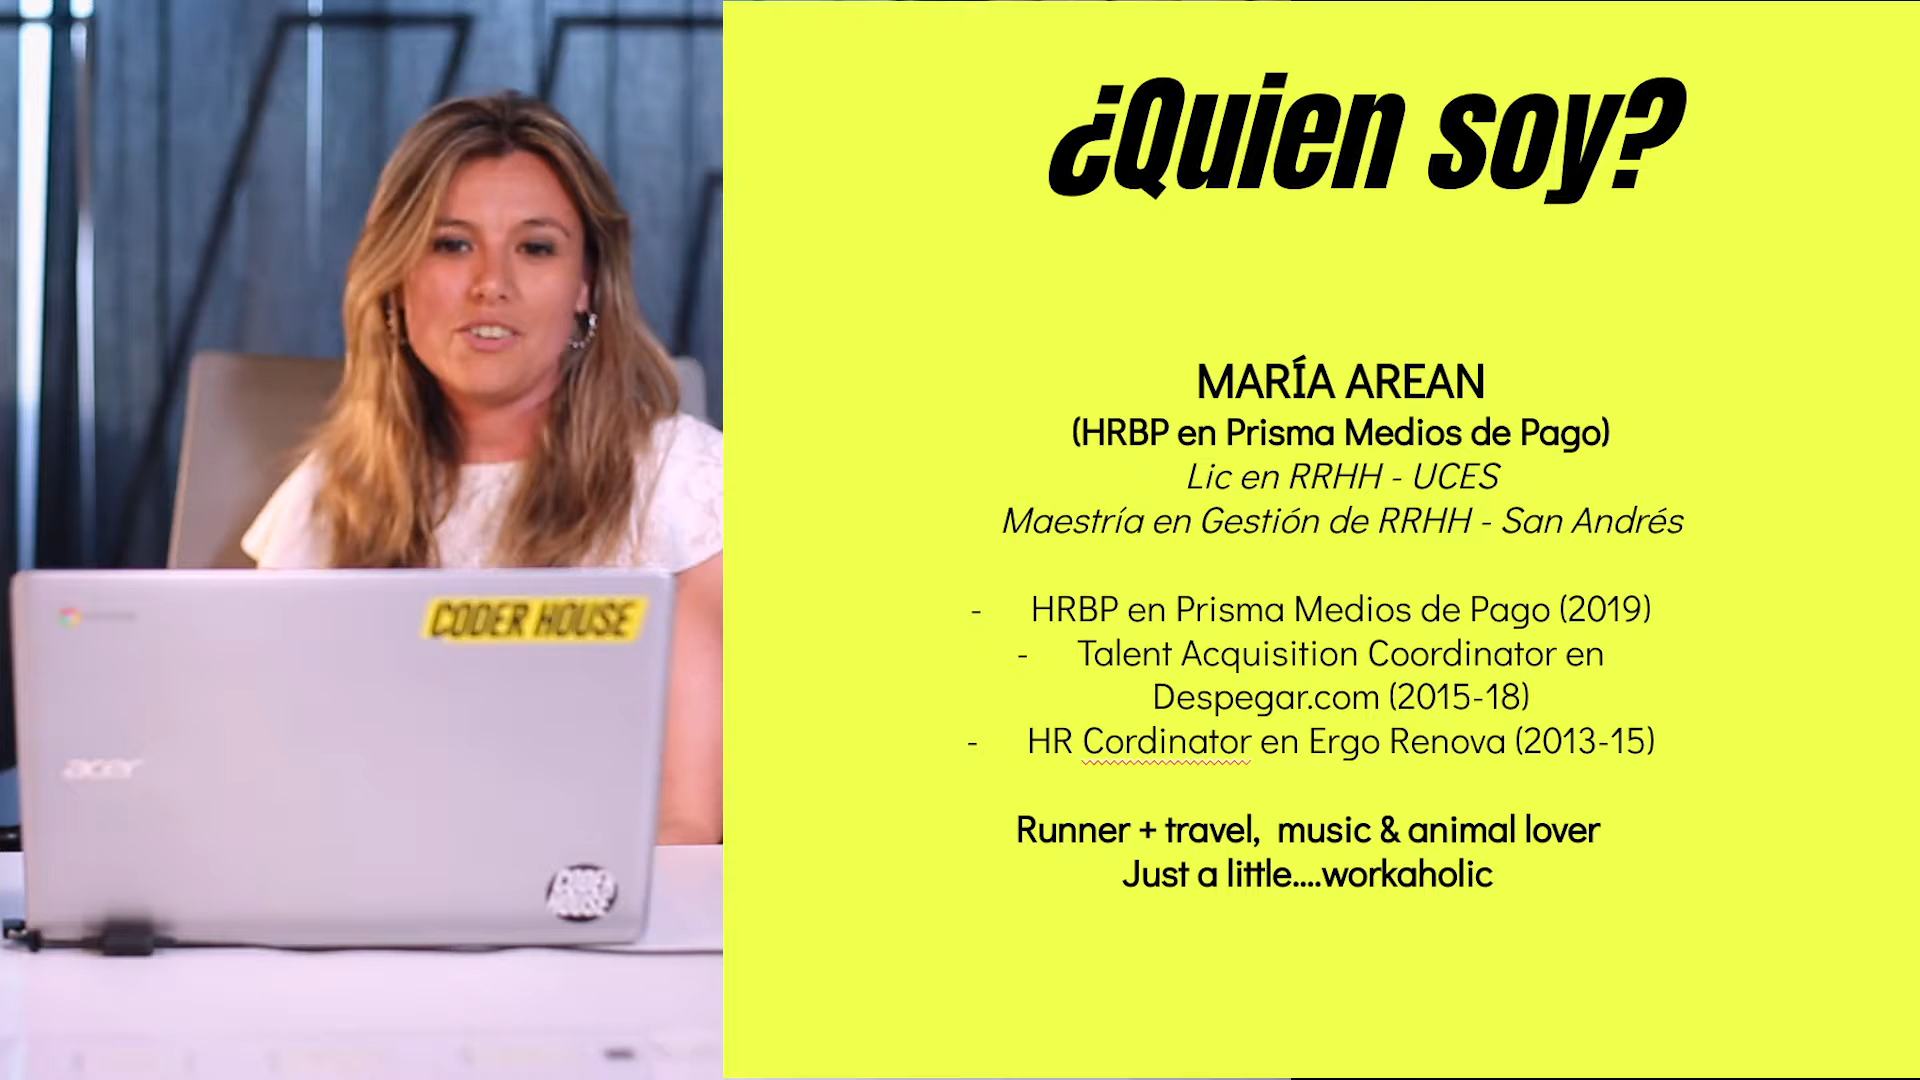 ¿Quien soy?
MARÍA AREAN
(HRBP en Prisma Medios de Pago)
Lic en RRHH - UCES
Maestría en Gestión de RRHH - San Andrés
- HRBP en Prisma Medios de Pago (2019)
- Talent Acquisition Coordinator en
Despegar.com (2015-18)
- HR Cordinator en Ergo Renova (2013-15)
Runner + travel, music & animal lover
Just a little....workaholic
CODER HOUSE
acer
CODER
HOUSE